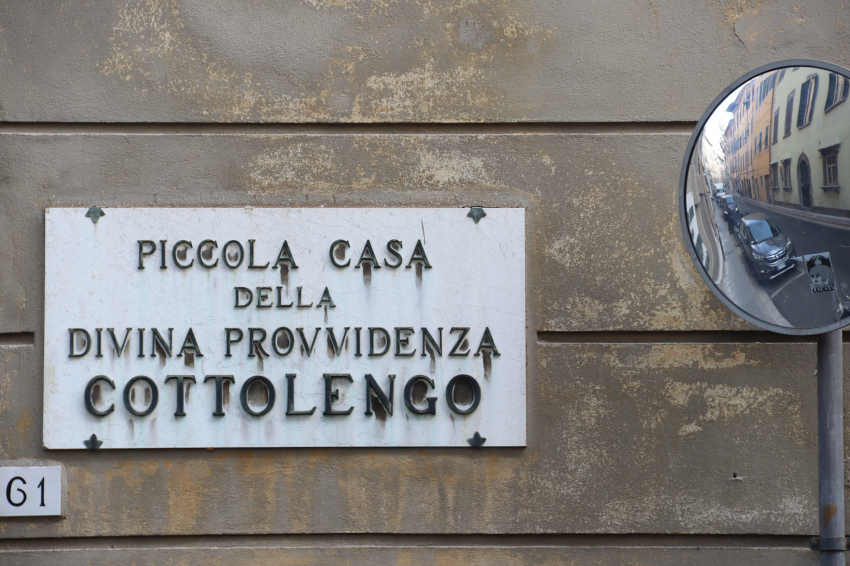 PICCOLA CASA
DELLA
DIVINA PROVVIDENZA
COTTOLENGO
61